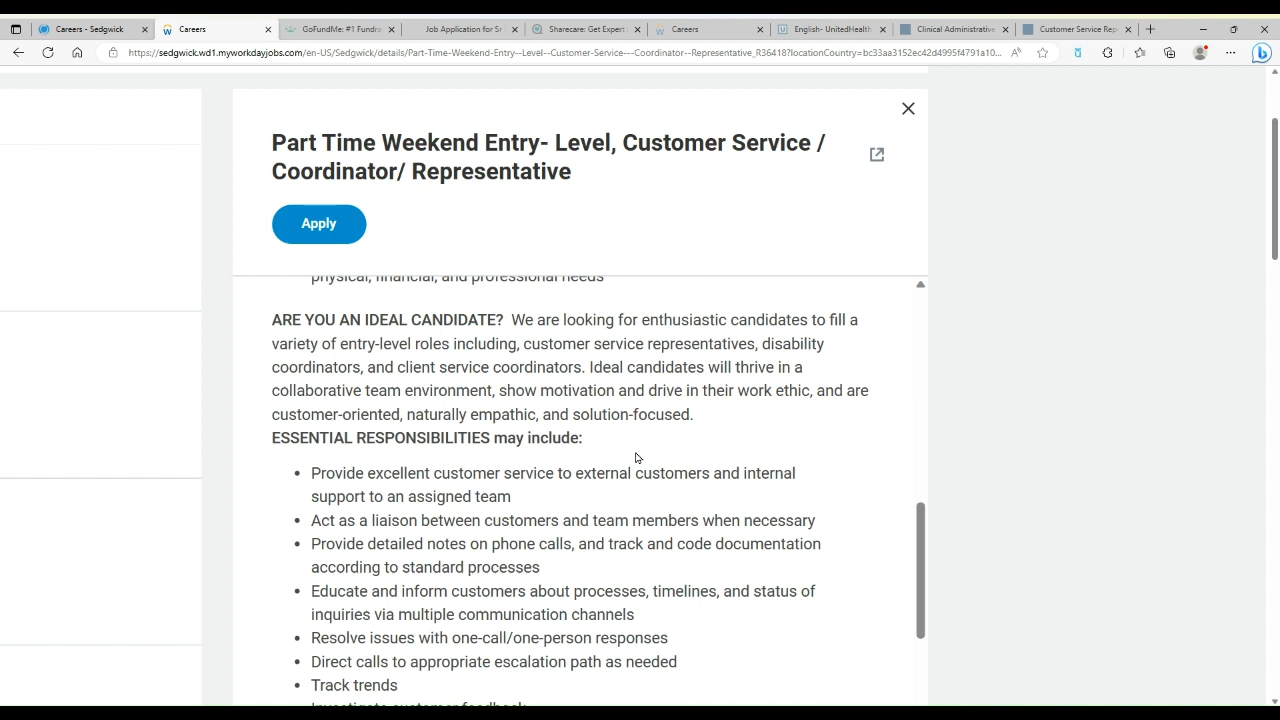 Careers - Sedgwick
Careers
GoFundMe: #1 Fundra
Job Application for Sr
Sharecare: Get Expert
Careers
English- UnitedHealth
Clinical Administrative
Customer Service Rep
https://sedgwick.wd1.myworkdayjobs.com/en-US/Sedgwick/details/Part-Time-Weekend-Entry--Level--Customer-Service---Coordinator--Representative_R36418?locationCountry=bc33aa3152ec42d4995f4791a10...
Part Time Weekend Entry- Level, Customer Service /
Coordinator/ Representative
Apply
physical, financial, and professional needs
ARE YOU AN IDEAL CANDIDATE? We are looking for enthusiastic candidates to fill a
variety of entry-level roles including, customer service representatives, disability
coordinators, and client service coordinators. Ideal candidates will thrive in a
collaborative team environment, show motivation and drive in their work ethic, and are
customer-oriented, naturally empathic, and solution-focused.
ESSENTIAL RESPONSIBILITIES may include:
• Provide excellent customer service to external customers and internal
support to an assigned team
• Act as a liaison between customers and team members when necessary
• Provide detailed notes on phone calls, and track and code documentation
according to standard processes
• Educate and inform customers about processes, timelines, and status of
inquiries via multiple communication channels
• Resolve issues with one-call/one-person responses
• Direct calls to appropriate escalation path as needed
• Track trends
Investigate customer feedback